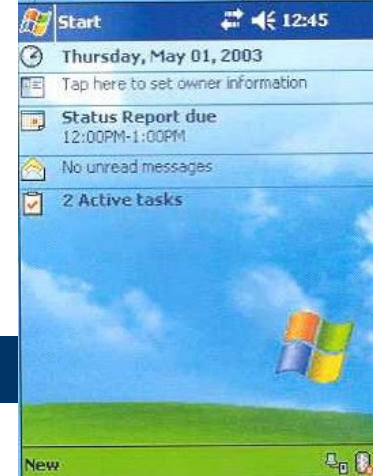 Start 12:45
Thursday, May 01, 2003
Tap here to set owner information
Status Report due
12:00PM-1:00PM
No unread messages
2 Active tasks
New